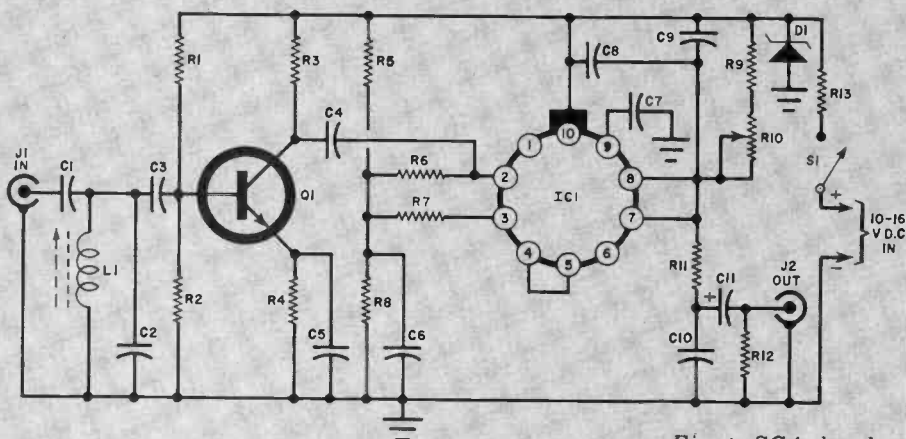 J1
IN
C1
L1
C2
C3
R1
R2
Q1
R3
R4
C4
C5
R5
R6
R7
R8
C6
IC1
1
2
3
4
5
6
7
8
9
10
C7
C8
C9
R9
R10
D1
R13
S1
+
10-16
V D.C.
IN
-
R11
C10
+
C11
R12
J2
OUT